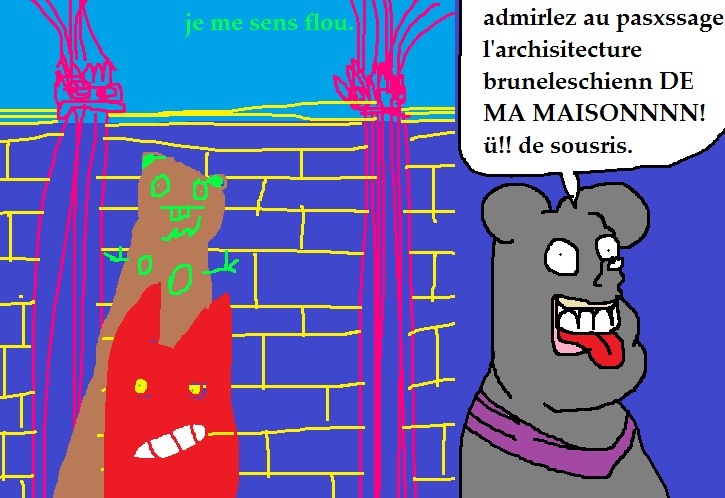 je me sens flou.
admirlez au pasxssage
l'archisitecture
bruneleschienn DE
MA MAISONNNN!
ü!! de sousris.